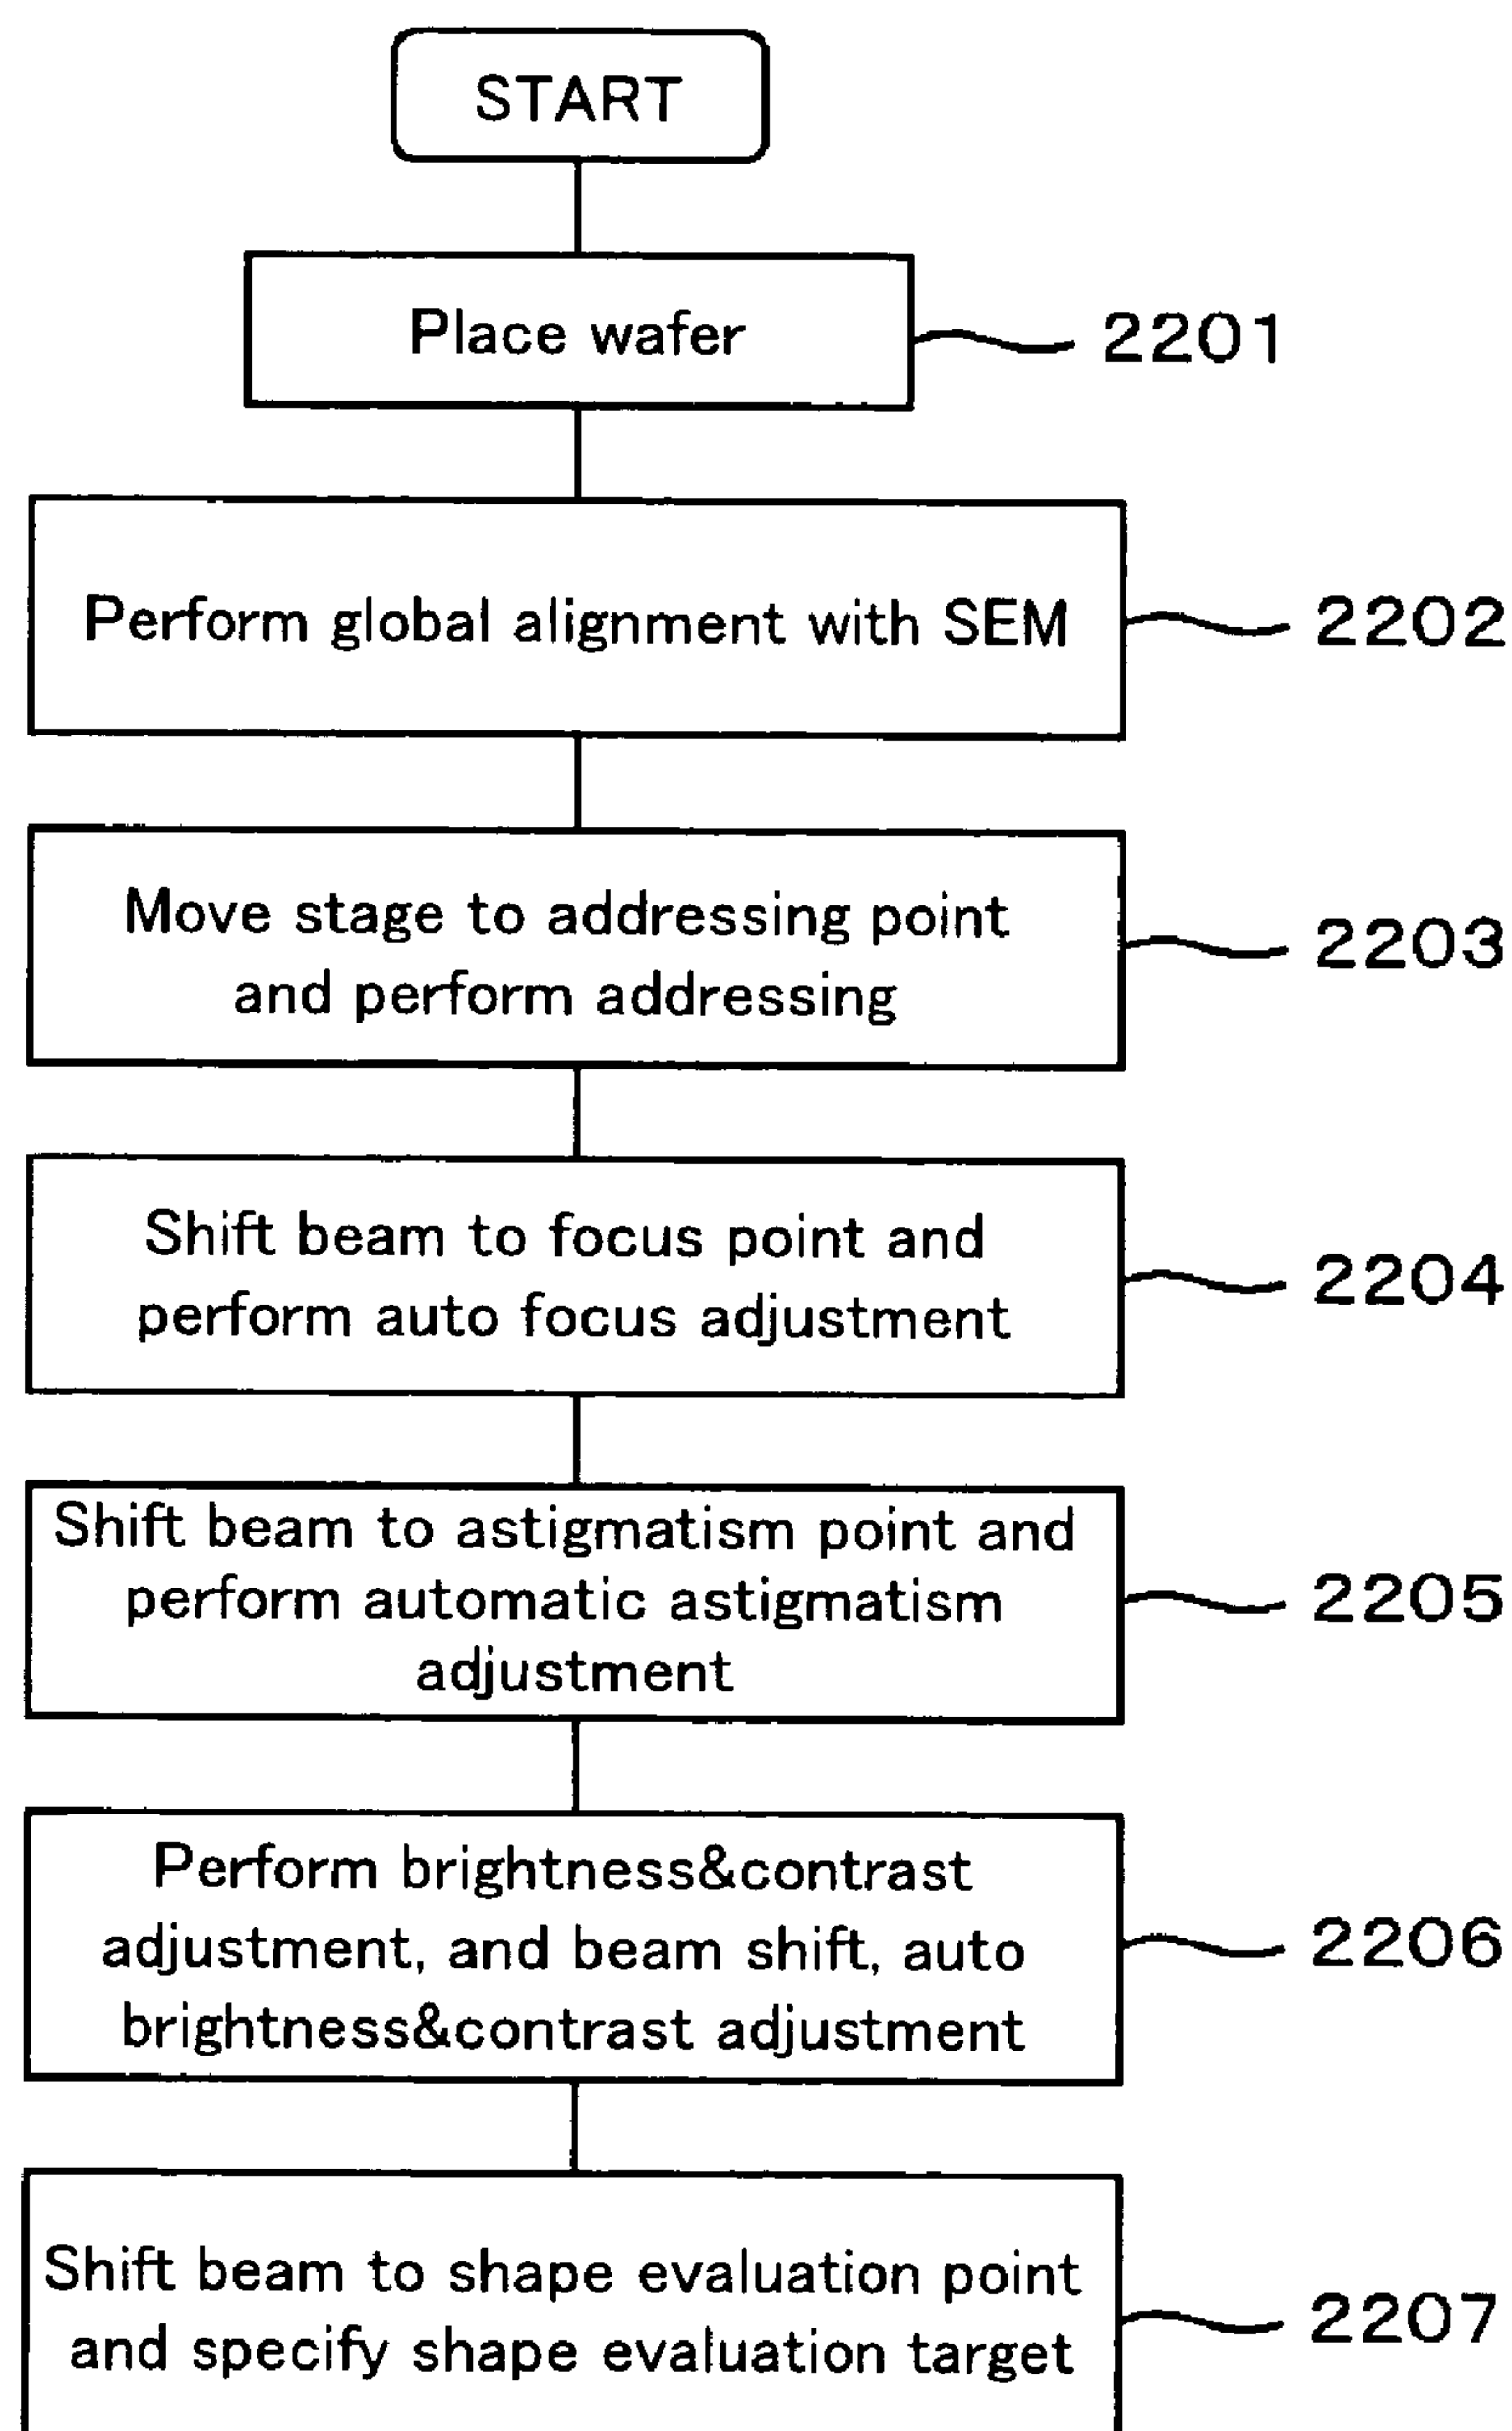 START
Place wafer
2201
Perform global alignment with SEM
2202
Move stage to addressing point
and perform addressing
2203
Shift beam to focus point and
perform auto focus adjustment
2204
Shift beam to astigmatism point and
perform automatic astigmatism
adjustment
2205
Perform brightness&contrast
adjustment, and beam shift, auto
brightness&contrast adjustment
2206
Shift beam to shape evaluation point
and specify shape evaluation target
2207